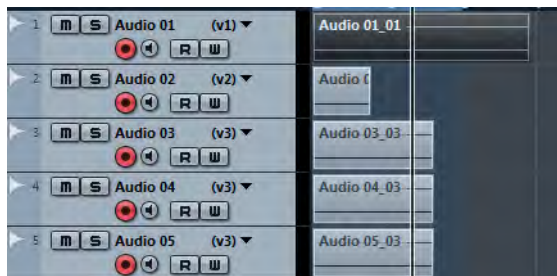 1 m S Audio 01 (v1) Audio 01_01
R W
2 m S Audio 02 (v2) Audio
R W
3 m S Audio 03 (v3) Audio 03_03
R W
4 m S Audio 04 (v3) Audio 04_03
R W
5 m S Audio 05 (v3) Audio 05_03
R W